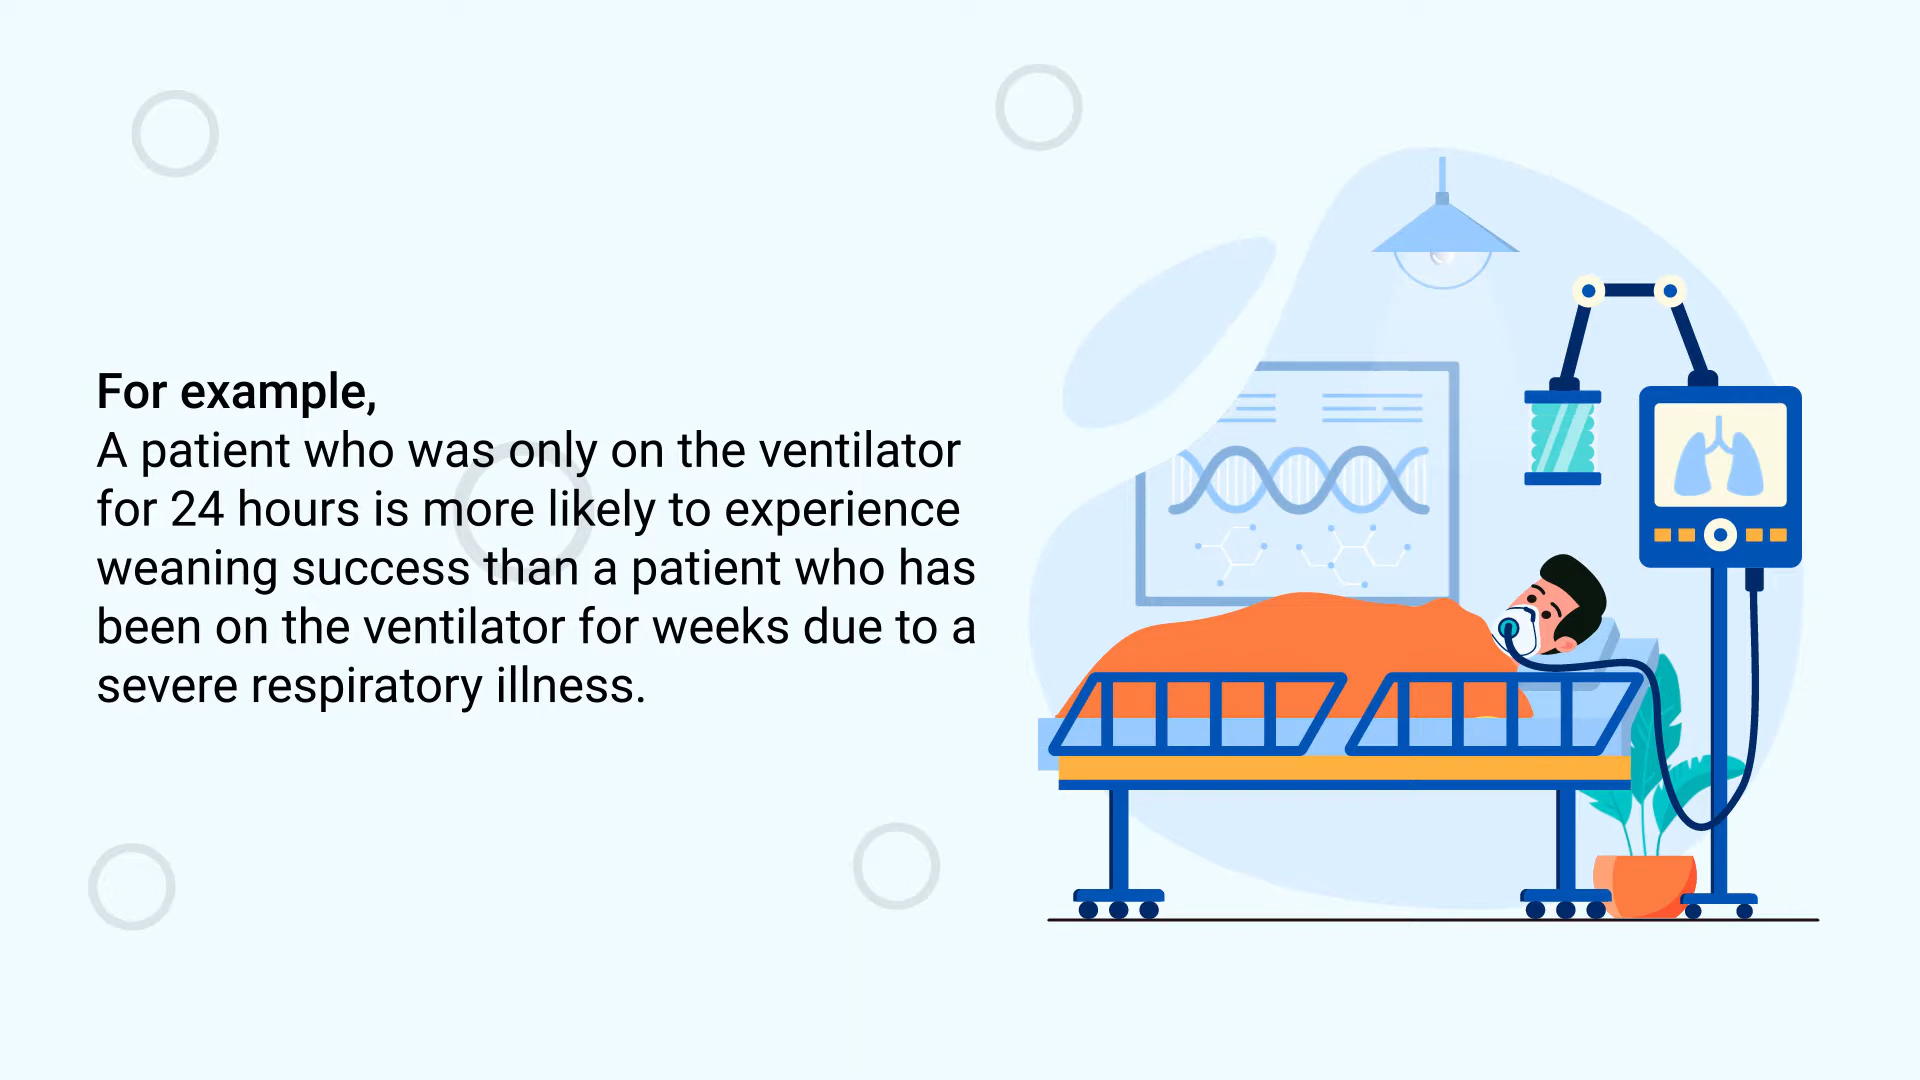 For example,
A patient who was only on the ventilator
for 24 hours is more likely to experience
weaning success than a patient who has
been on the ventilator for weeks due to a
severe respiratory illness.